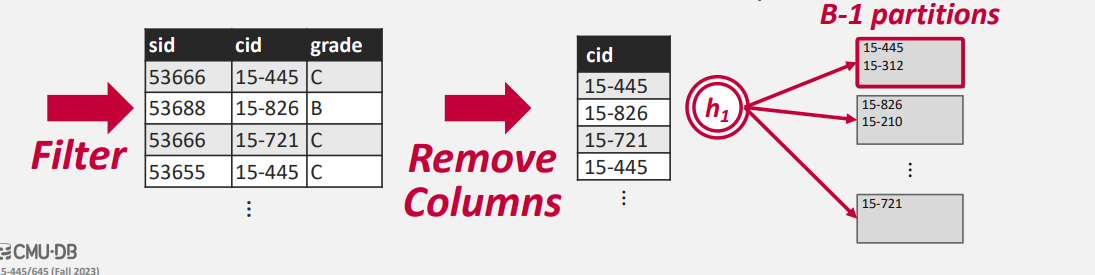 B-1 partitions
Filter
sid cid grade
53666 15-445 C
53688 15-826 B
53666 15-721 C
53655 15-445 C
⋮
Remove
Columns
cid
15-445
15-826
15-721
15-445
⋮
h1
15-445
15-312
15-826
15-210
⋮
15-721
CMU·DB
5-445/645 (Fall 2023)